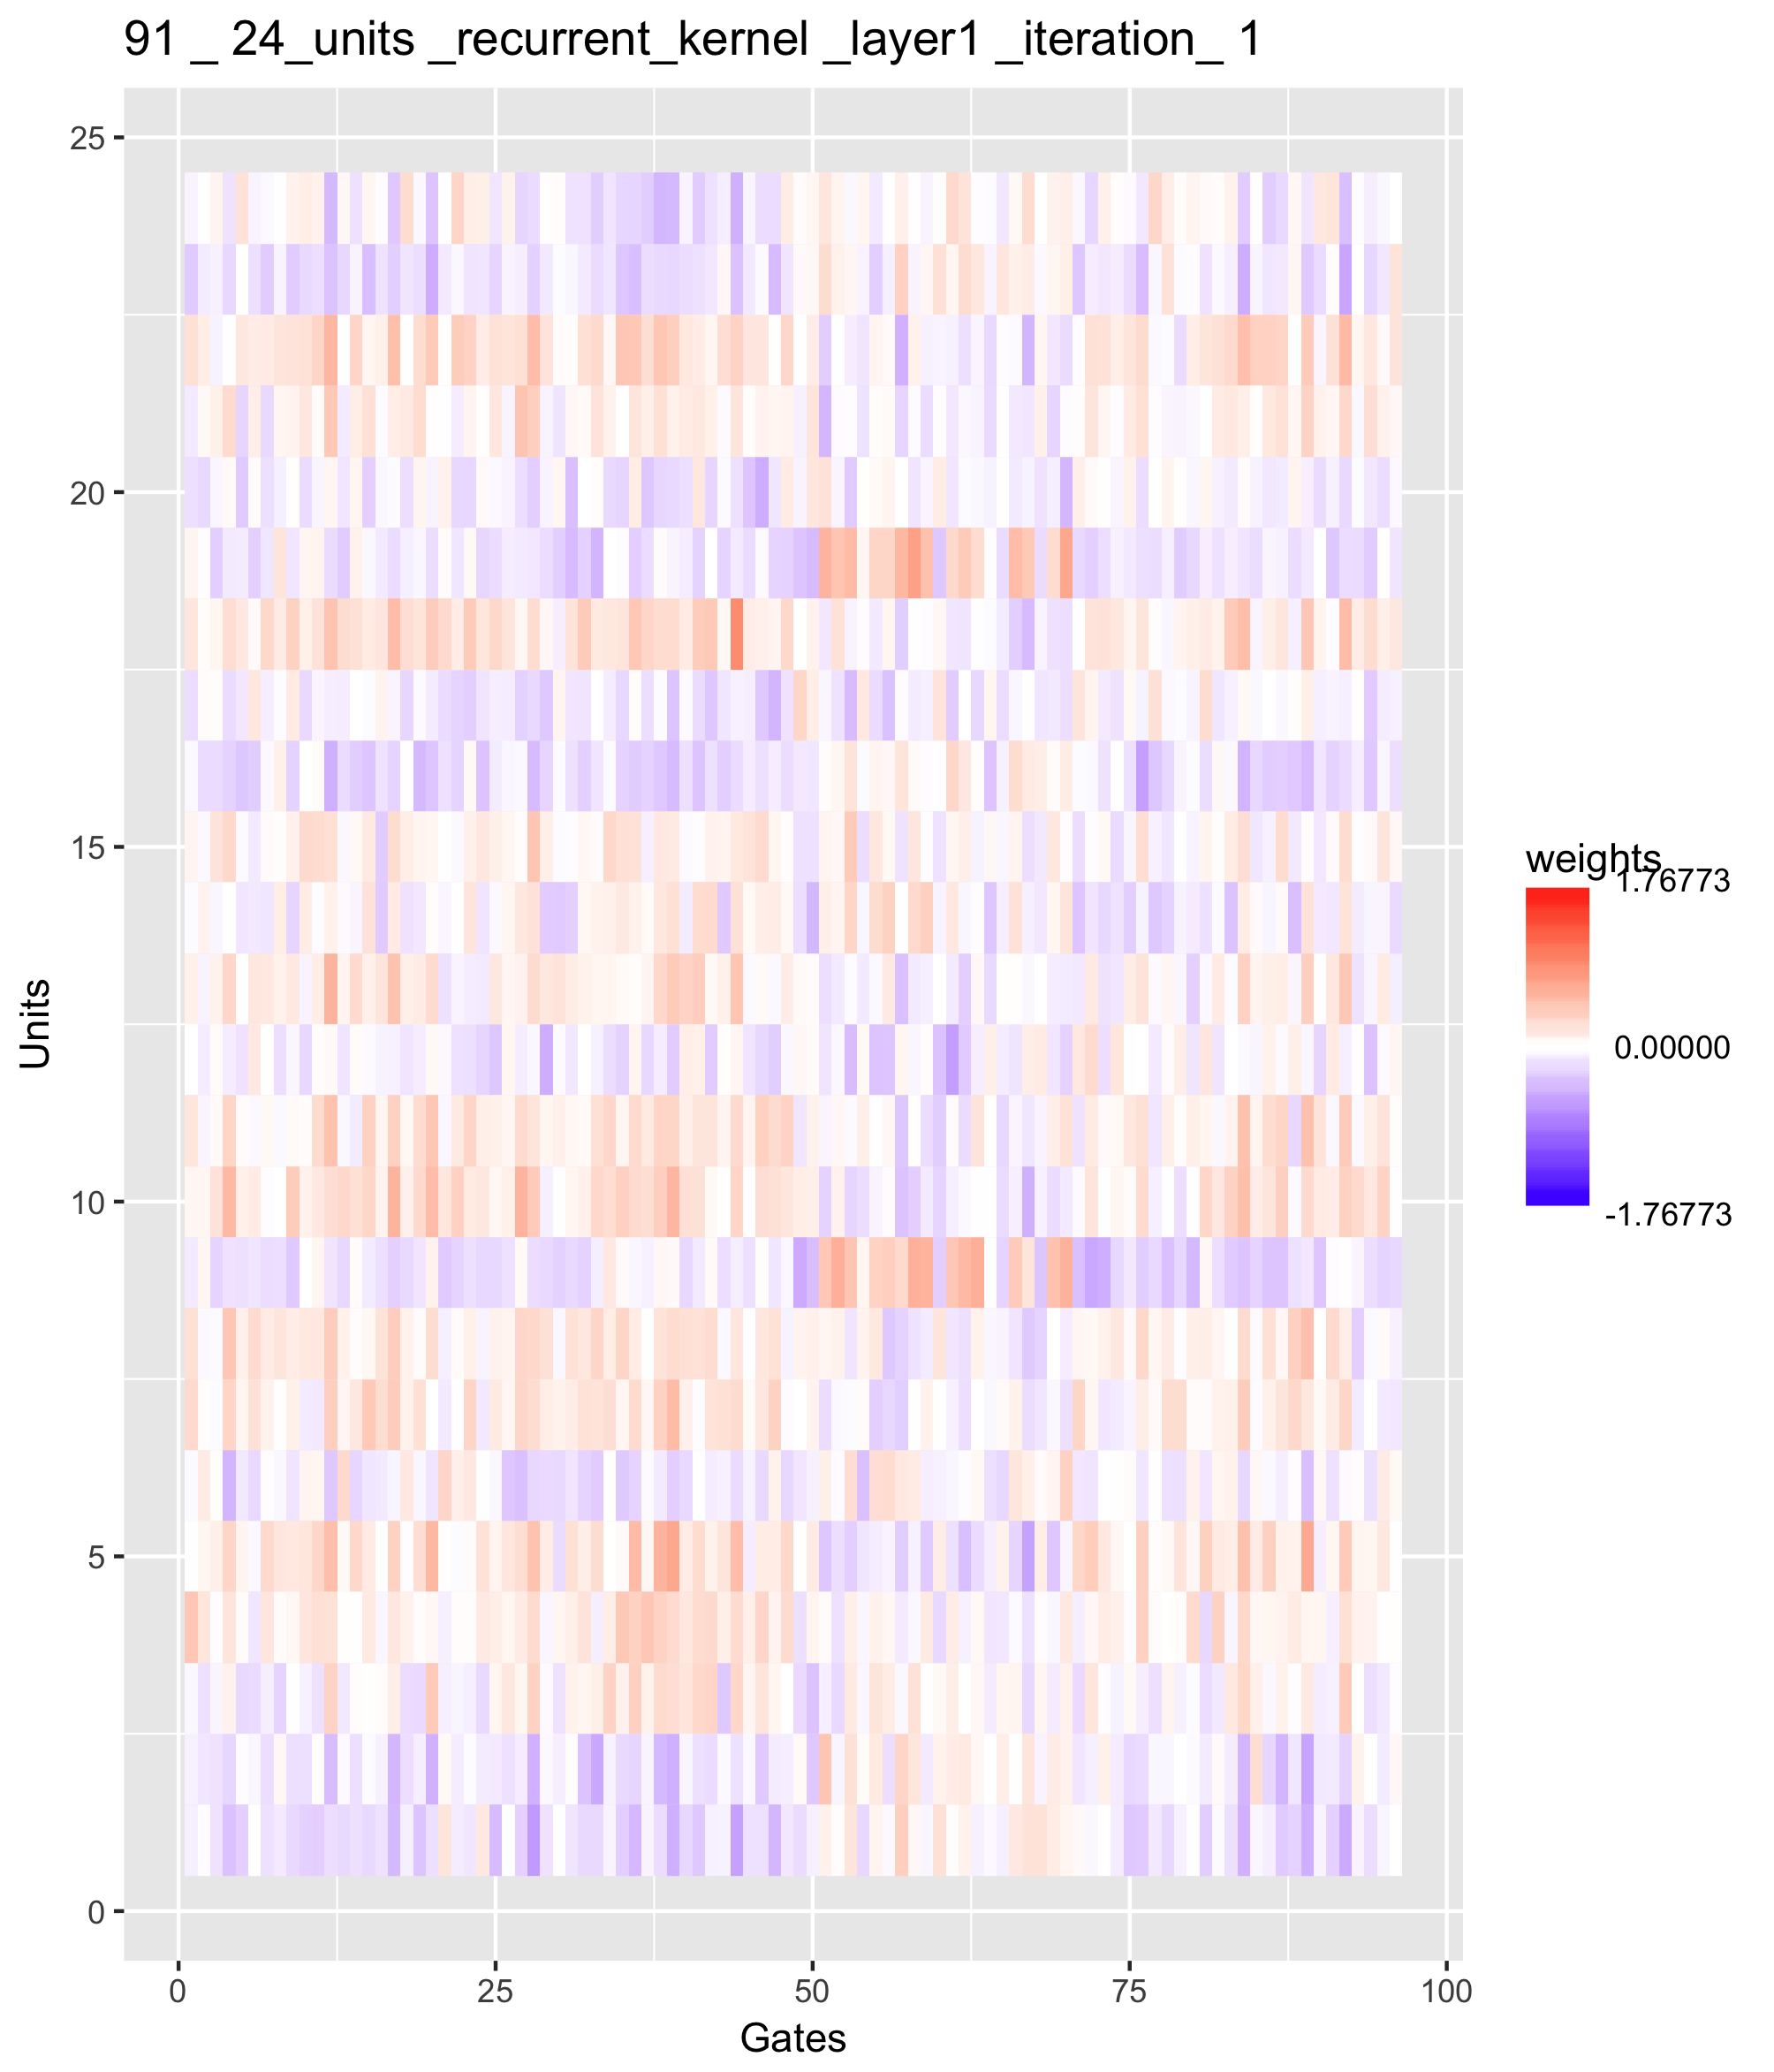 91 _ 24_units _recurrent_kernel _layer1 _iteration_ 1
25
20
15
10
5
0
Units
0 25 50 75 100
Gates
weights
1.76773
0.00000
-1.76773